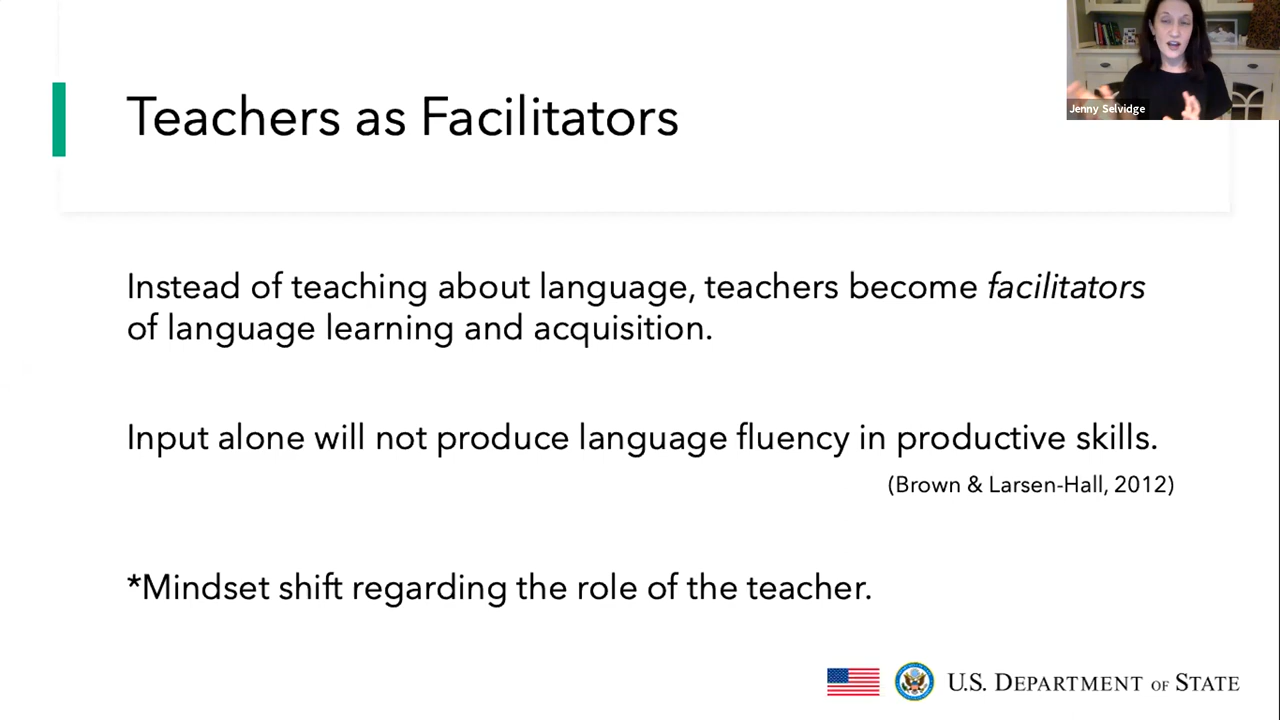 Jenny Selvidge
Teachers as Facilitators
Instead of teaching about language, teachers become facilitators
of language learning and acquisition.
Input alone will not produce language fluency in productive skills.
(Brown & Larsen-Hall, 2012)
*Mindset shift regarding the role of the teacher.
U.S. DEPARTMENT OF STATE